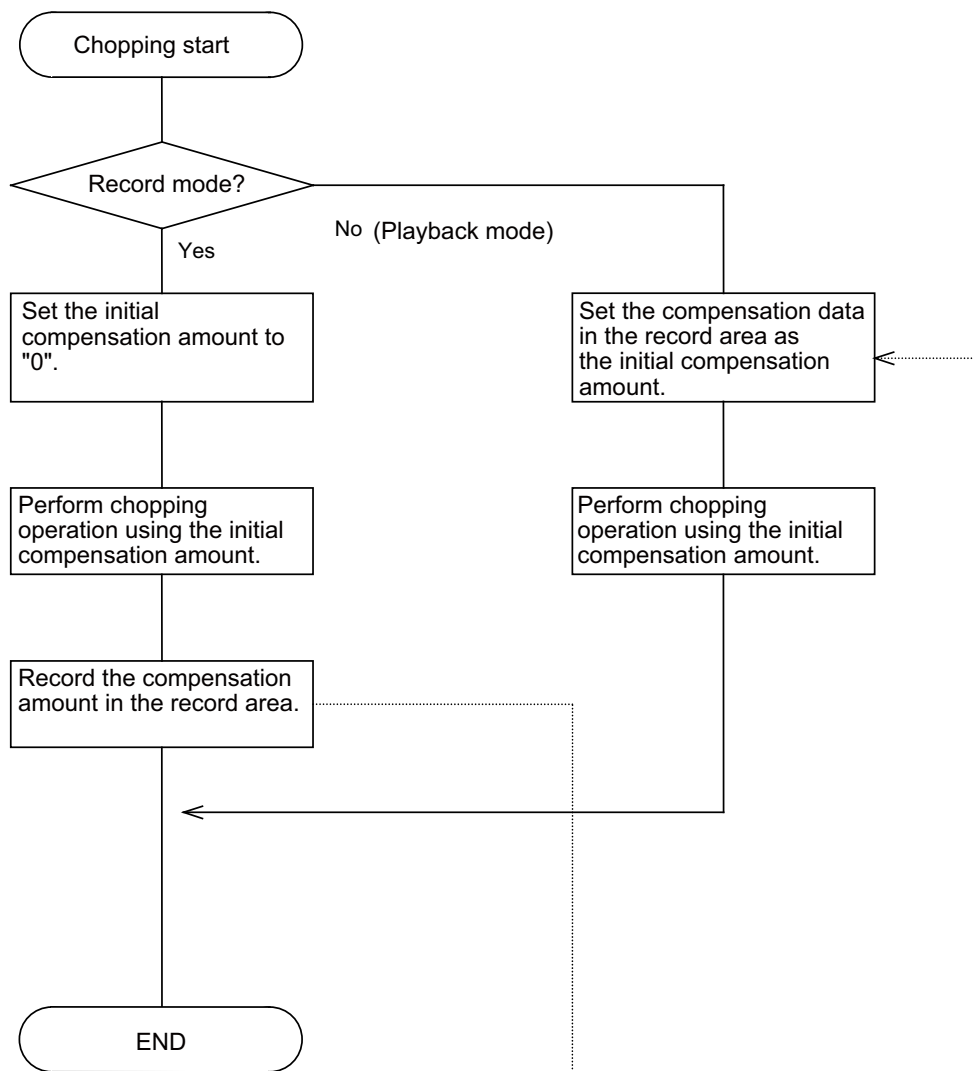 Chopping start
Record mode?
No (Playback mode)
Yes
Set the initial
compensation amount to
"0".
Set the compensation data
in the record area as
the initial compensation
amount.
Perform chopping
operation using the initial
compensation amount.
Perform chopping
operation using the initial
compensation amount.
Record the compensation
amount in the record area.
END